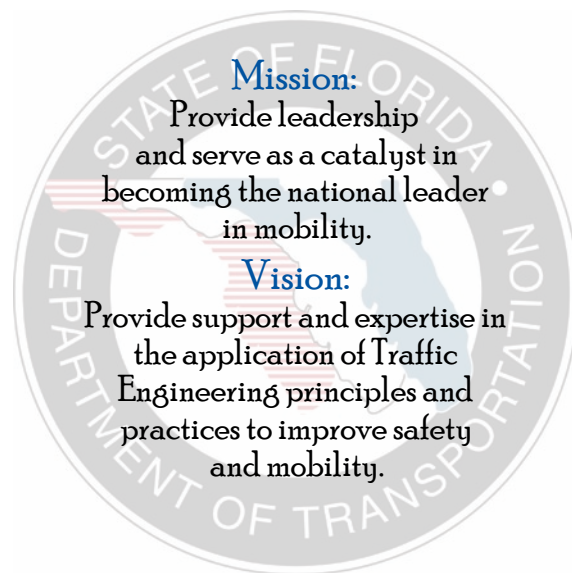 STATE OF FLORIDA
Mission:
Provide leadership
and serve as a catalyst in
becoming the national leader
in mobility.
Vision:
Provide support and expertise in
the application of Traffic
Engineering principles and
practices to improve safety
and mobility.
DEPARTMENT OF TRANSPORTATION